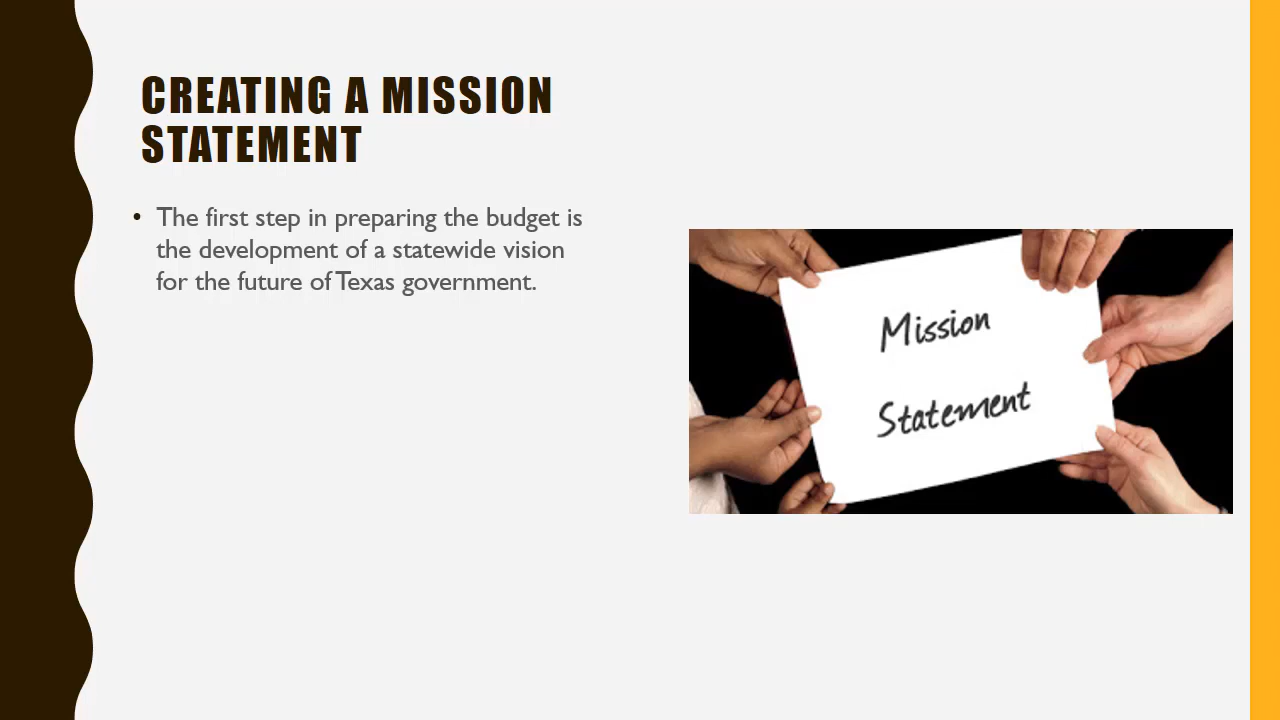 CREATING A MISSION
STATEMENT
• The first step in preparing the budget is
the development of a statewide vision
for the future of Texas government.
Mission
Statement